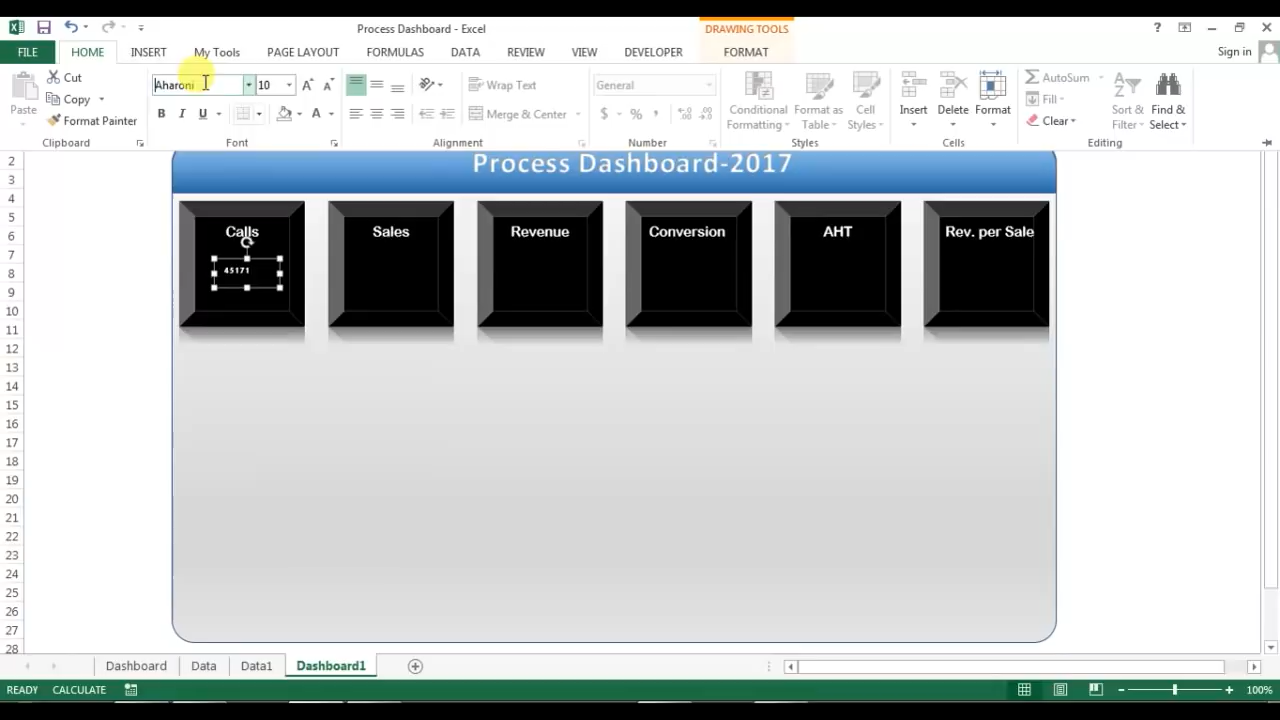 Process Dashboard - Excel
DRAWING TOOLS
?
FILE
HOME
INSERT
My Tools
PAGE LAYOUT
FORMULAS
DATA
REVIEW
VIEW
DEVELOPER
FORMAT
Sign in
Paste
Cut
Copy
Format Painter
Clipboard
Aharoni
10
B I U
Font
Wrap Text
Merge & Center
Alignment
General
$ % ,
Number
Conditional
Formatting
Format as
Table
Cell
Styles
Styles
Insert
Delete
Format
Cells
AutoSum
Fill
Clear
Sort &
Filter
Find &
Select
Editing
Process Dashboard-2017
Calls
45171
Sales
Revenue
Conversion
AHT
Rev. per Sale
2
3
4
5
6
7
8
9
10
11
12
13
14
15
16
17
18
19
20
21
22
23
24
25
26
27
28
Dashboard
Data
Data1
Dashboard1
READY
CALCULATE
100%